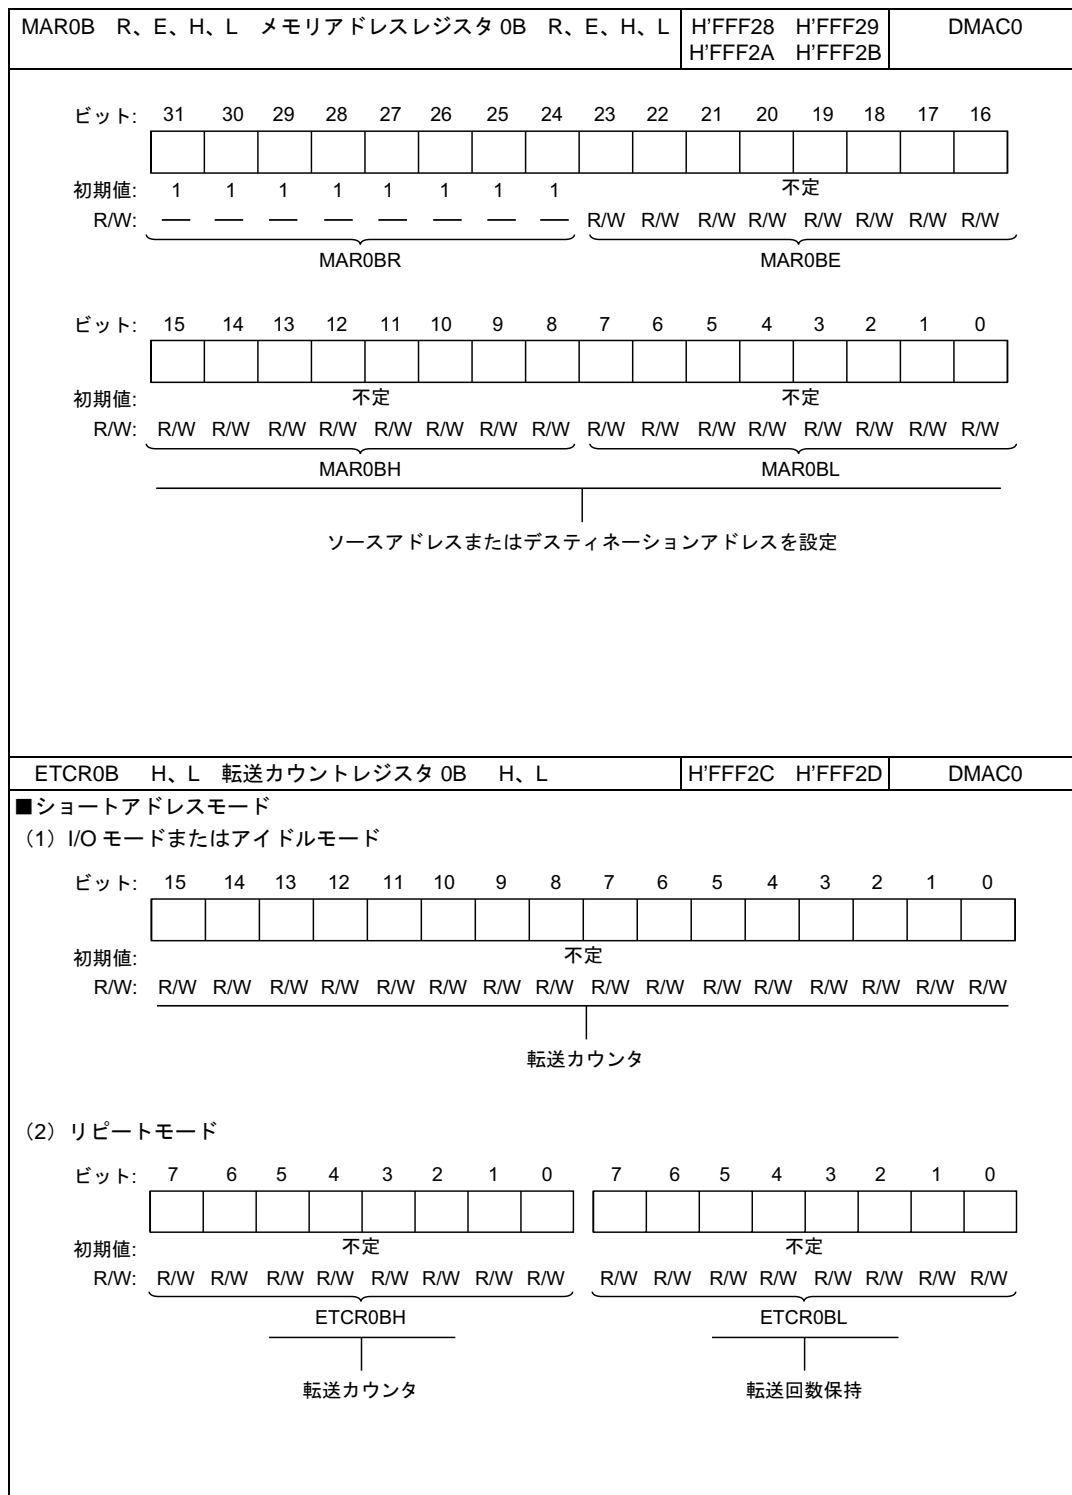 MAR0B R、E、H、L メモリアドレスレジスタ 0B R、E、H、L H'FFF28 H'FFF29 DMAC0
H'FFF2A H'FFF2B
ビット: 31 30 29 28 27 26 25 24 23 22 21 20 19 18 17 16
初期値: 1 1 1 1 1 1 1 1 不定
R/W: — — — — — — — — R/W R/W R/W R/W R/W R/W R/W R/W
MAR0BR MAR0BE
ビット: 15 14 13 12 11 10 9 8 7 6 5 4 3 2 1 0
初期値: 不定 不定
R/W: R/W R/W R/W R/W R/W R/W R/W R/W R/W R/W R/W R/W R/W R/W R/W R/W
MAR0BH MAR0BL
ソースアドレスまたはデスティネーションアドレスを設定
ETCR0B H、L 転送カウントレジスタ 0B H、L H'FFF2C H'FFF2D DMAC0
■ショートアドレスモード
（1）I/O モードまたはアイドルモード
ビット: 15 14 13 12 11 10 9 8 7 6 5 4 3 2 1 0
初期値: 不定
R/W: R/W R/W R/W R/W R/W R/W R/W R/W R/W R/W R/W R/W R/W R/W R/W R/W
転送カウンタ
（2）リピートモード
ビット: 7 6 5 4 3 2 1 0 7 6 5 4 3 2 1 0
初期値: 不定 不定
R/W: R/W R/W R/W R/W R/W R/W R/W R/W R/W R/W R/W R/W R/W R/W R/W R/W
ETCR0BH ETCR0BL
転送カウンタ 転送回数保持